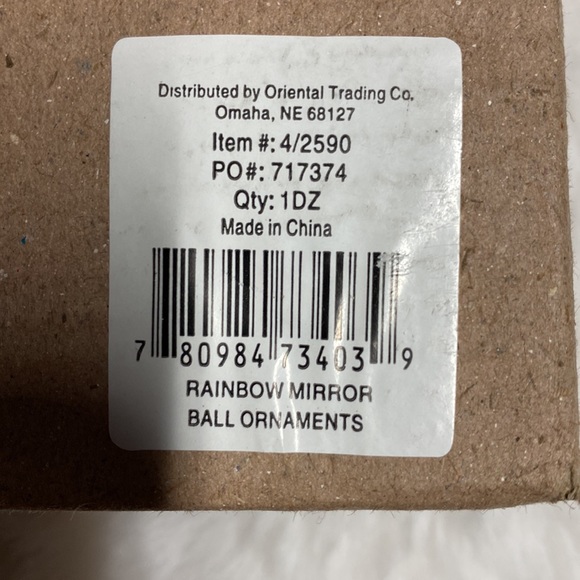 Distributed by Oriental Trading Co.
Omaha, NE 68127
Item #: 4/2590
PO#: 717374
Qty: 1DZ
Made in China
7 80984 73403 9
RAINBOW MIRROR
BALL ORNAMENTS